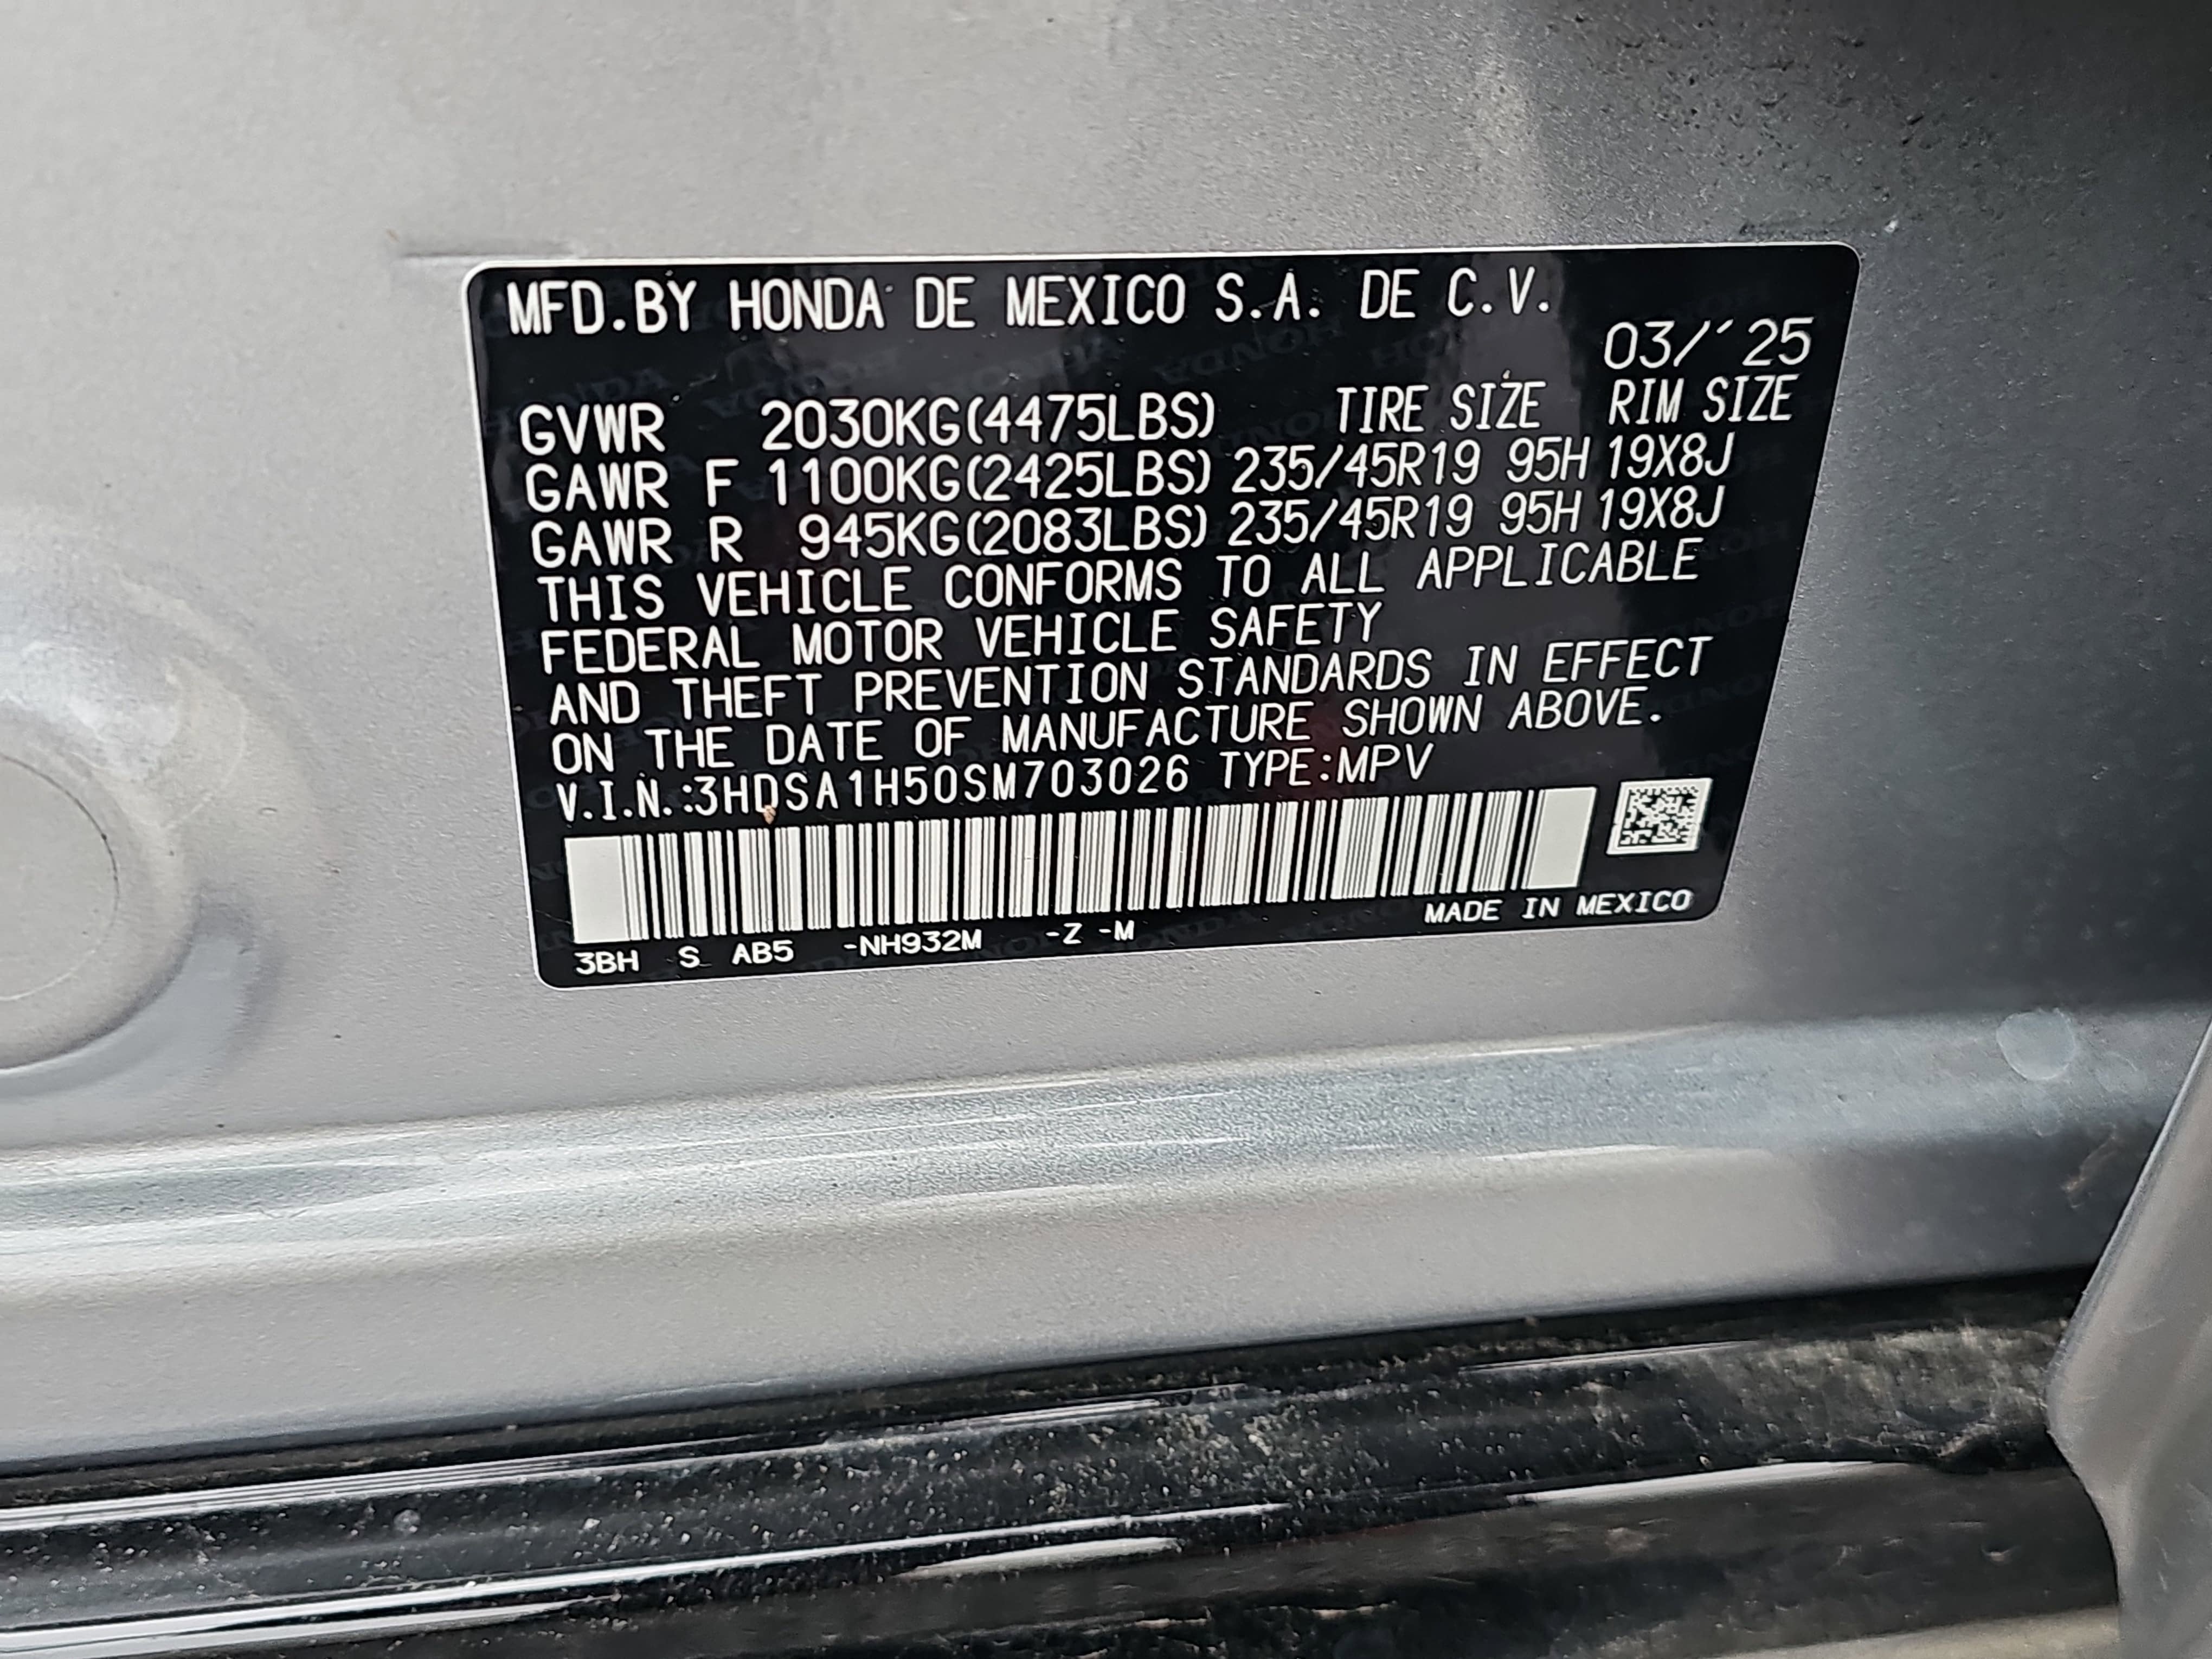 MFD.BY HONDA DE MEXICO S.A. DE C.V.
03/'25
GVWR 2030KG(4475LBS) TIRE SIZE RIM SIZE
GAWR F 1100KG(2425LBS) 235/45R19 95H 19X8J
GAWR R 945KG(2083LBS) 235/45R19 95H 19X8J
THIS VEHICLE CONFORMS TO ALL APPLICABLE
FEDERAL MOTOR VEHICLE SAFETY
AND THEFT PREVENTION STANDARDS IN EFFECT
ON THE DATE OF MANUFACTURE SHOWN ABOVE.
V.I.N.:3HDSA1H50SM703026 TYPE:MPV
MADE IN MEXICO
3BH S AB5 -NH932M -Z -M